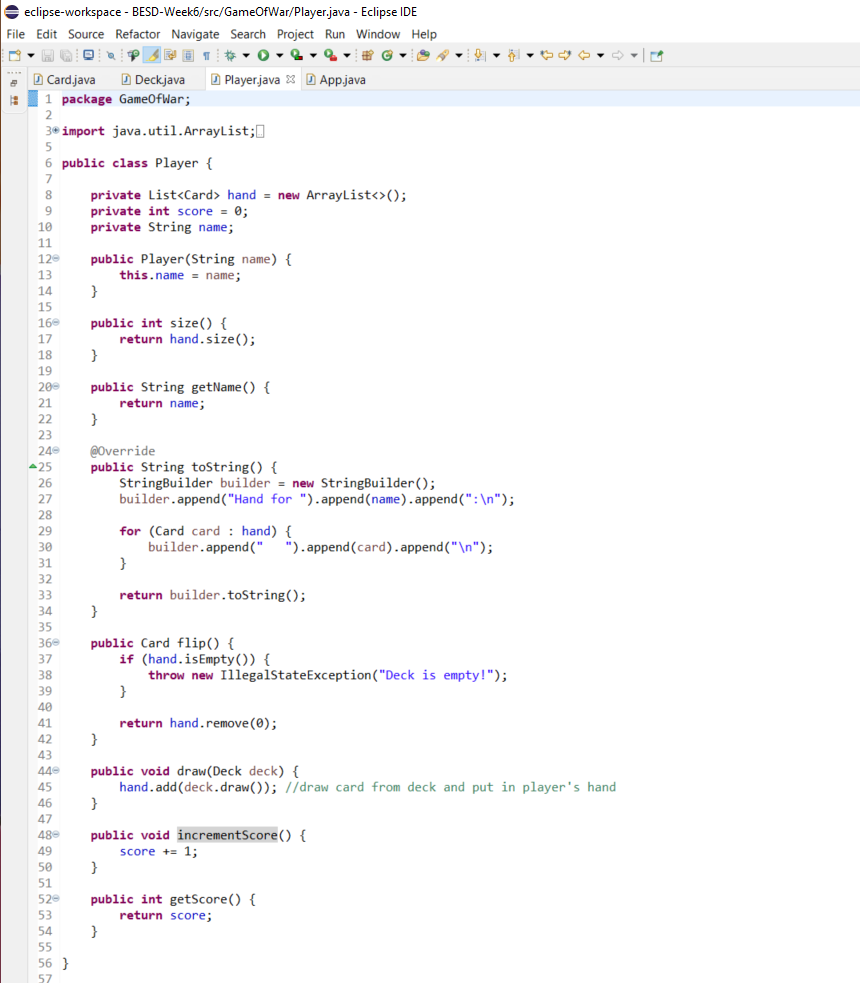 eclipse-workspace - BESD-Week6/src/GameOfWar/Player.java - Eclipse IDE
File Edit Source Refactor Navigate Search Project Run Window Help
Card.java Deck.java Player.java App.java
1 package GameOfWar;
2
3 import java.util.ArrayList;
5
6 public class Player {
7
8 private List<Card> hand = new ArrayList<>();
9 private int score = 0;
10 private String name;
11
12 public Player(String name) {
13 this.name = name;
14 }
15
16 public int size() {
17 return hand.size();
18 }
19
20 public String getName() {
21 return name;
22 }
23
24 @Override
25 public String toString() {
26 StringBuilder builder = new StringBuilder();
27 builder.append("Hand for ").append(name).append(":\n");
28
29 for (Card card : hand) {
30 builder.append("   ").append(card).append("\n");
31 }
32
33 return builder.toString();
34 }
35
36 public Card flip() {
37 if (hand.isEmpty()) {
38 throw new IllegalStateException("Deck is empty!");
39 }
40
41 return hand.remove(0);
42 }
43
44 public void draw(Deck deck) {
45 hand.add(deck.draw()); //draw card from deck and put in player's hand
46 }
47
48 public void incrementScore() {
49 score += 1;
50 }
51
52 public int getScore() {
53 return score;
54 }
55
56 }
57